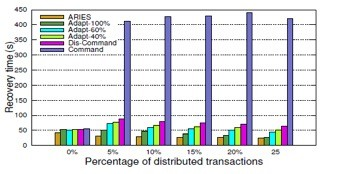 450
400
350
300
250
200
150
100
50
0
Recovery time (s)
ARIES
Adapt-100%
Adapt-60%
Adapt-40%
Dis-Command
Command
0% 5% 10% 15% 20% 25
Percentage of distributed transactions